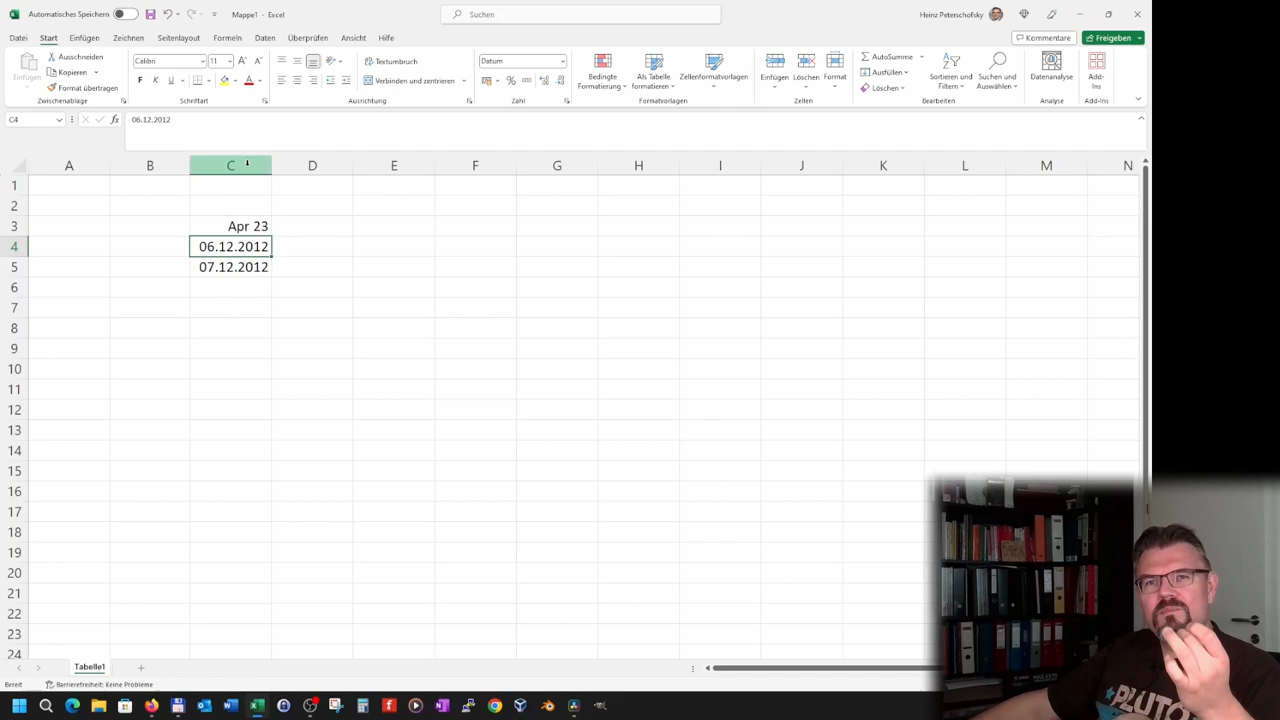 Automatisches Speichern
Mappe1 - Excel
Suchen
Heinz Peterschofsky
Datei Start Einfügen Zeichnen Seitenlayout Formeln Daten Überprüfen Ansicht Hilfe
Kommentare
Freigeben
Einfügen
Ausschneiden
Kopieren
Format übertragen
Zwischenablage
Calibri 11
F K U
Schriftart
Textumbruch
Verbinden und zentrieren
Ausrichtung
Datum
Zahl
Bedingte Formatierung
Als Tabelle formatieren
Zellenformatvorlagen
Formatvorlagen
Einfügen Löschen Format
Zellen
AutoSumme
Ausfüllen
Löschen
Sortieren und Filtern
Suchen und Auswählen
Bearbeiten
Datenanalyse
Analyse
Add-Ins
Add-Ins
C4 fx 06.12.2012
A B C D E F G H I J K L M N
1
2
3 Apr 23
4 06.12.2012
5 07.12.2012
6
7
8
9
10
11
12
13
14
15
16
17
18
19
20
21
22
23
24
Tabelle1
Bereit Barrierefreiheit: Keine Probleme
PLUTO